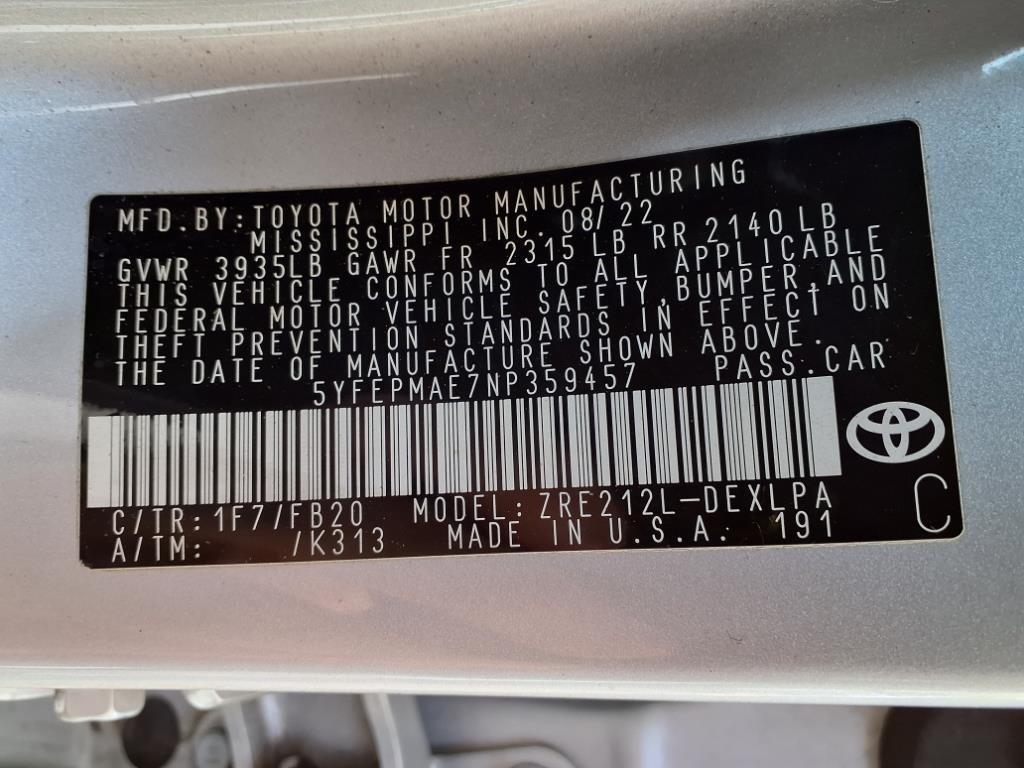 MFD.BY:TOYOTA MOTOR MANUFACTURING
MISSISSIPPI INC. 08/22
GVWR 3935LB GAWR FR 2315 LB RR 2140 LB
THIS VEHICLE CONFORMS TO ALL APPLICABLE
FEDERAL MOTOR VEHICLE SAFETY,BUMPER,AND
THEFT PREVENTION STANDARDS IN EFFECT ON
THE DATE OF MANUFACTURE SHOWN ABOVE.
5YFEPMAE7NP359457 PASS.CAR
C/TR:1F7/FB20 MODEL:ZRE212L-DEXLPA
A/TM: /K313 MADE IN U.S.A. 191
C